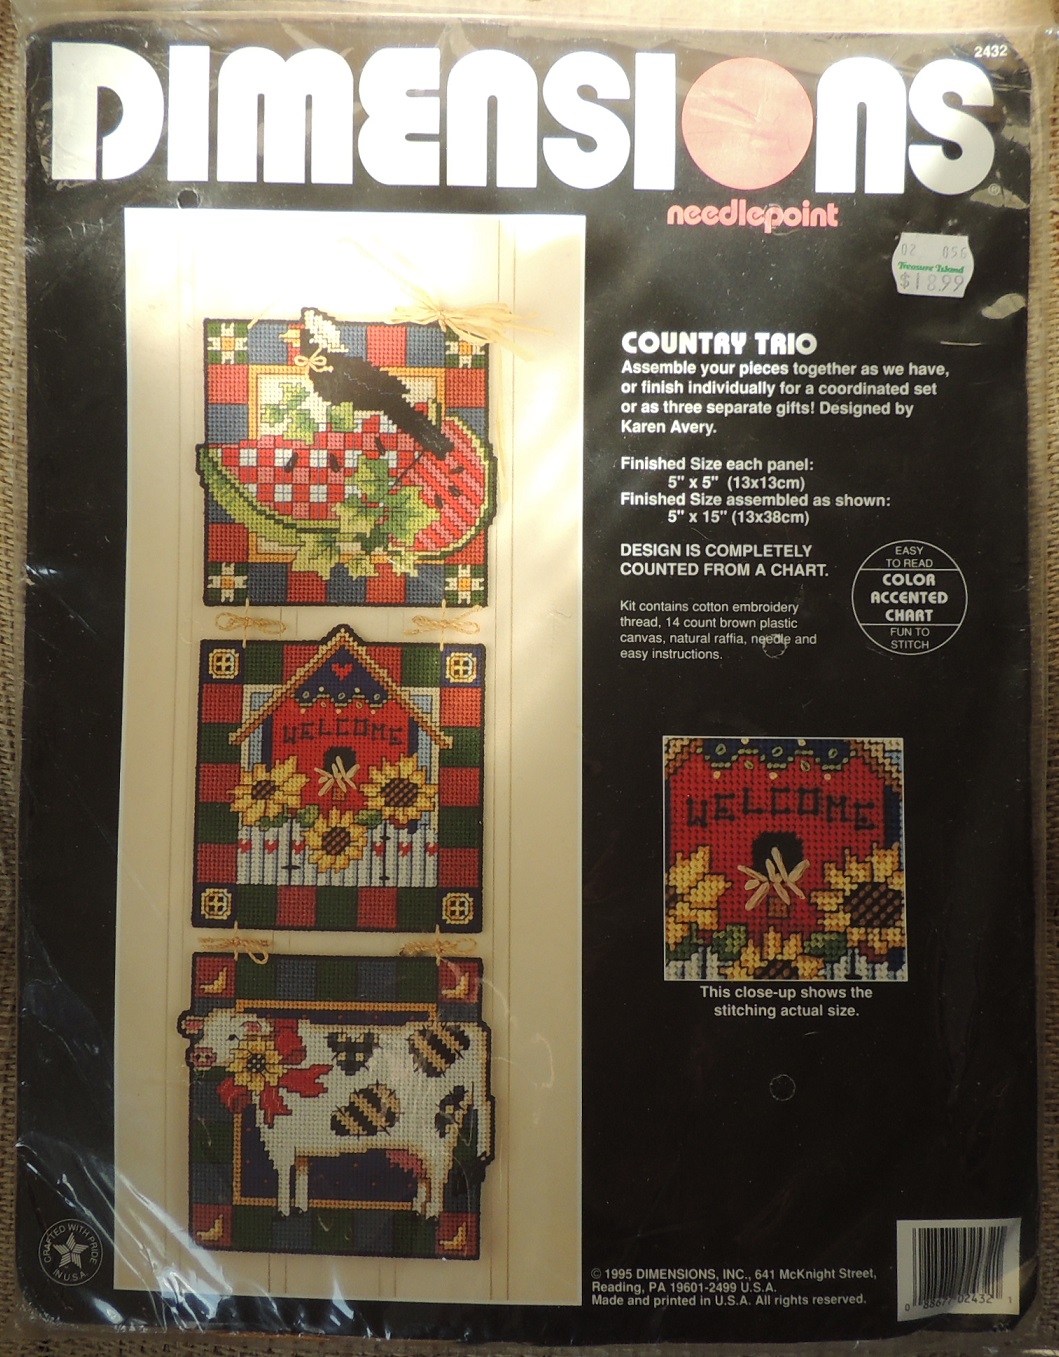 2432
DIMENSIONS®
needlepoint
02 056
Treasure Island
$18.99
COUNTRY TRIO
Assemble your pieces together as we have,
or finish individually for a coordinated set
or as three separate gifts! Designed by
Karen Avery.
Finished Size each panel:
5" x 5" (13x13cm)
Finished Size assembled as shown:
5" x 15" (13x38cm)
DESIGN IS COMPLETELY
COUNTED FROM A CHART.
EASY
TO READ
COLOR
ACCENTED
CHART
FUN TO
STITCH
Kit contains cotton embroidery
thread, 14 count brown plastic
canvas, natural raffia, needle and
easy instructions.
WELCOME
WELCOME
This close-up shows the
stitching actual size.
CRAFTED WITH PRIDE
IN U.S.A.
© 1995 DIMENSIONS, INC., 641 McKnight Street,
Reading, PA 19601-2499 U.S.A.
Made and printed in U.S.A. All rights reserved.
0 88677 02432 1